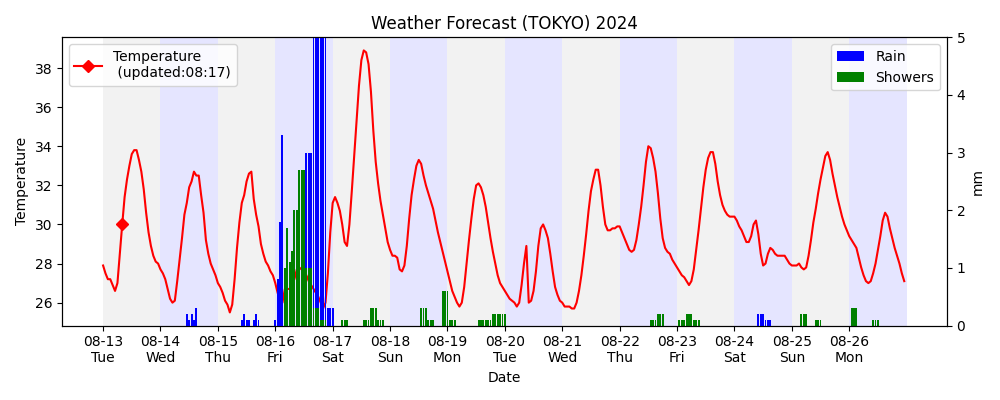 Weather Forecast (TOKYO) 2024
Temperature
(updated:08:17)
Rain
Showers
Temperature
38
36
34
32
30
28
26
5
4
3
2
1
0
mm
08-13 08-14 08-15 08-16 08-17 08-18 08-19 08-20 08-21 08-22 08-23 08-24 08-25 08-26
Tue Wed Thu Fri Sat Sun Mon Tue Wed Thu Fri Sat Sun Mon
Date